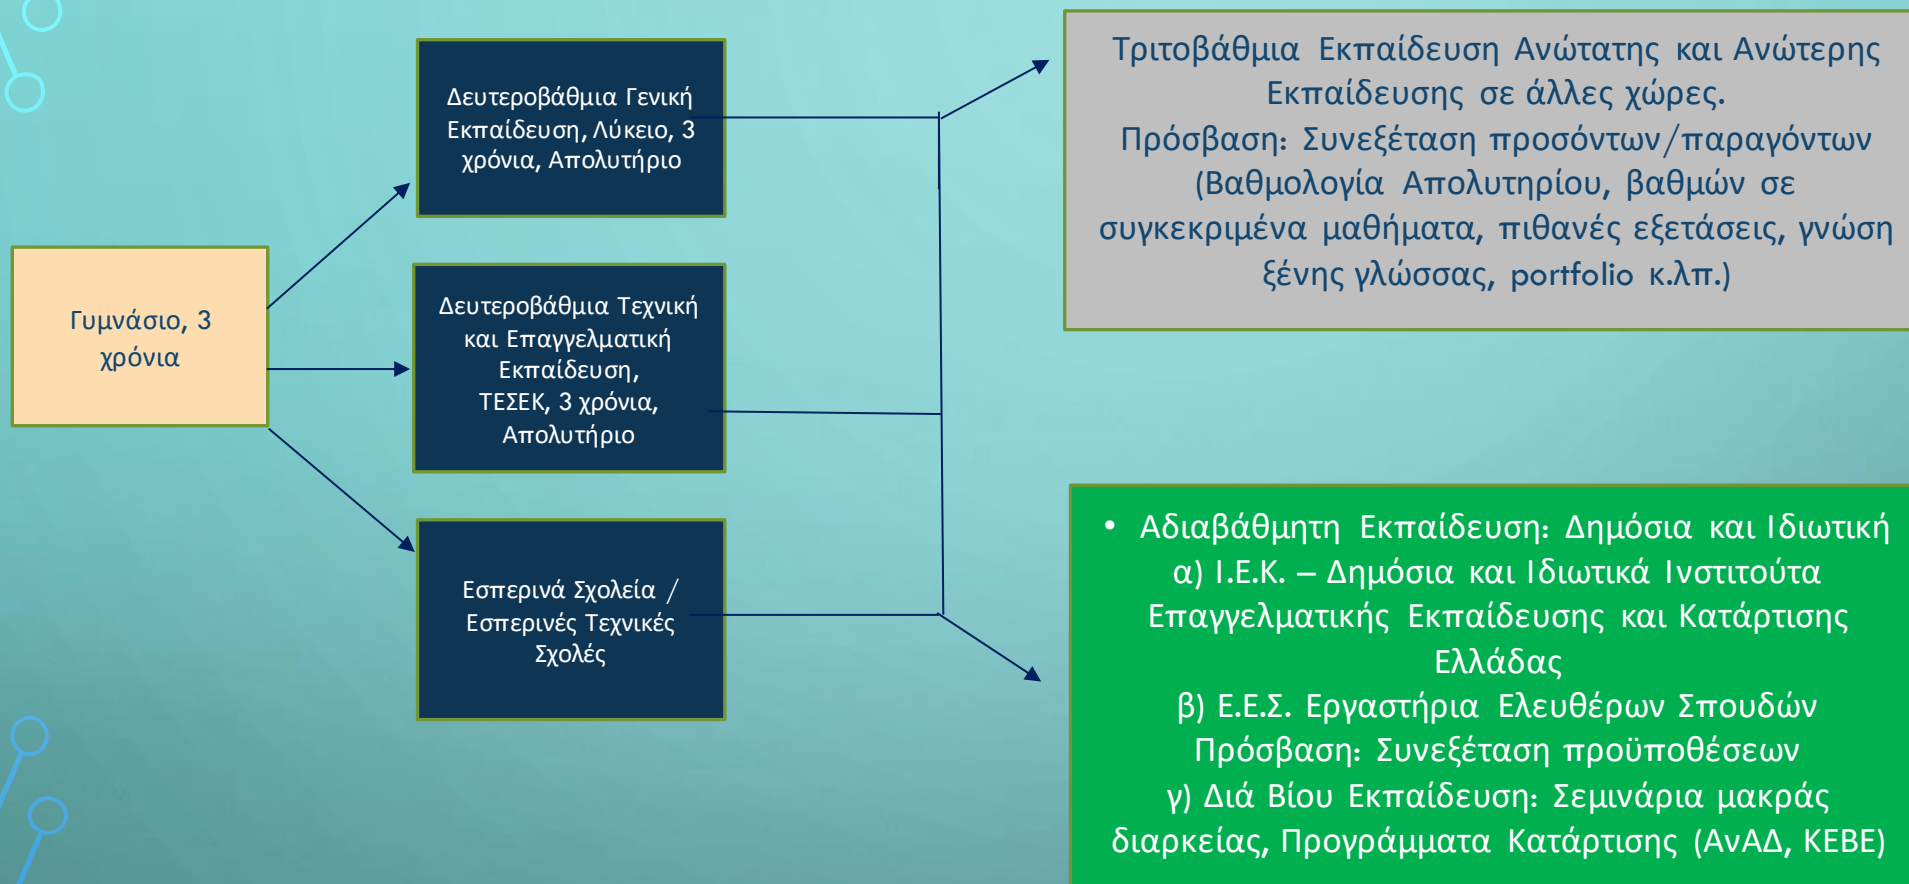 Γυμνάσιο, 3
χρόνια
Δευτεροβάθμια Γενική
Εκπαίδευση, Λύκειο, 3
χρόνια, Απολυτήριο
Δευτεροβάθμια Τεχνική
και Επαγγελματική
Εκπαίδευση,
ΤΕΣΕΚ, 3 χρόνια,
Απολυτήριο
Εσπερινά Σχολεία /
Εσπερινές Τεχνικές
Σχολές
Τριτοβάθμια Εκπαίδευση Ανώτατης και Ανώτερης
Εκπαίδευσης σε άλλες χώρες.
Πρόσβαση: Συνεξέταση προσόντων/παραγόντων
(Βαθμολογία Απολυτηρίου, βαθμών σε
συγκεκριμένα μαθήματα, πιθανές εξετάσεις, γνώση
ξένης γλώσσας, portfolio κ.λπ.)
• Αδιαβάθμητη Εκπαίδευση: Δημόσια και Ιδιωτική
α) Ι.Ε.Κ. – Δημόσια και Ιδιωτικά Ινστιτούτα
Επαγγελματικής Εκπαίδευσης και Κατάρτισης
Ελλάδας
β) Ε.Ε.Σ. Εργαστήρια Ελευθέρων Σπουδών
Πρόσβαση: Συνεξέταση προϋποθέσεων
γ) Διά Βίου Εκπαίδευση: Σεμινάρια μακράς
διαρκείας, Προγράμματα Κατάρτισης (ΑνΑΔ, ΚΕΒΕ)